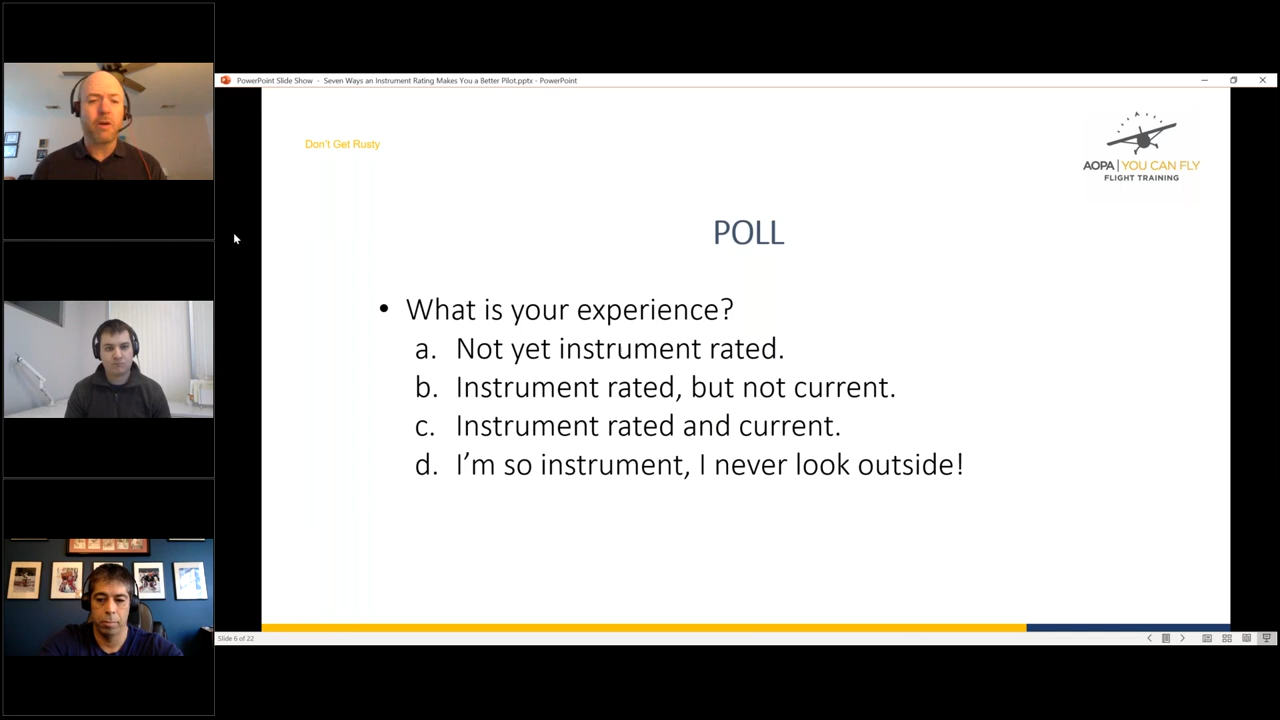 PowerPoint Slide Show - Seven Ways an Instrument Rating Makes You a Better Pilot.pptx - PowerPoint
Don't Get Rusty
AOPA | YOU CAN FLY
FLIGHT TRAINING
POLL
• What is your experience?
a. Not yet instrument rated.
b. Instrument rated, but not current.
c. Instrument rated and current.
d. I'm so instrument, I never look outside!
Slide 6 of 22